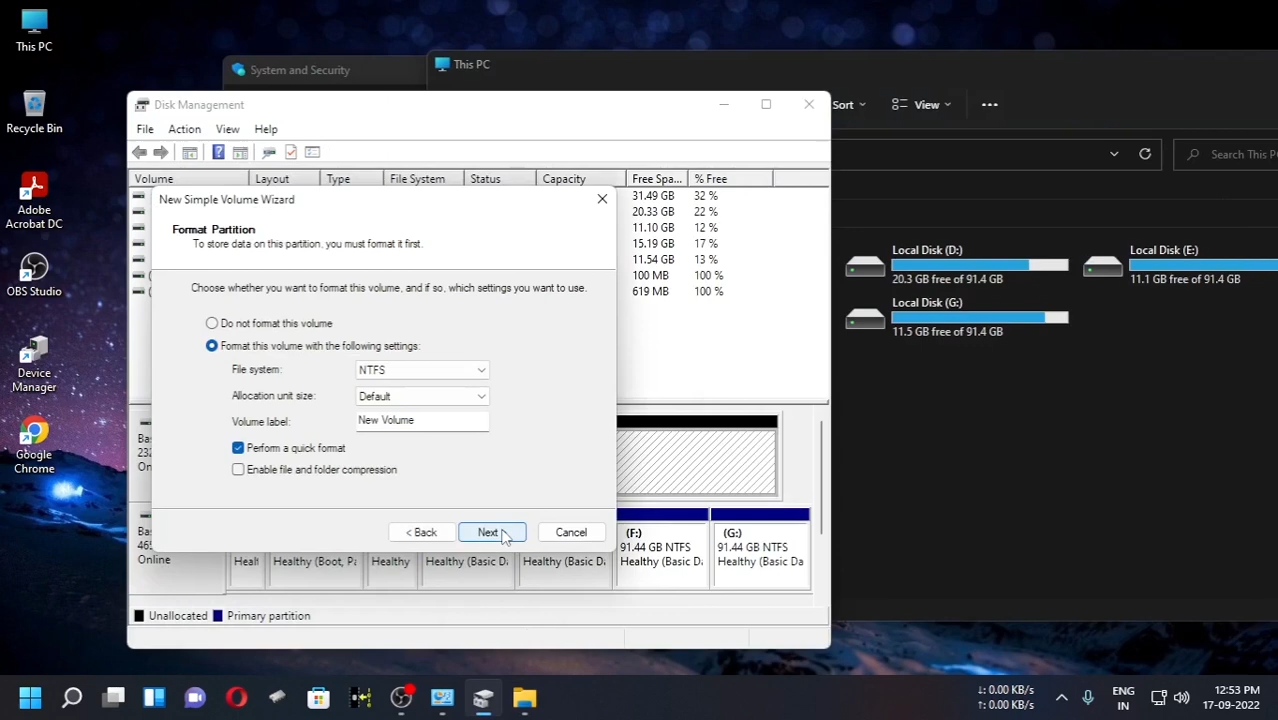 This PC
Recycle Bin
Adobe
Acrobat DC
OBS Studio
Device
Manager
Google
Chrome
System and Security
This PC
Sort
View
Search This PC
Disk Management
File Action View Help
Volume Layout Type File System Status Capacity Free Spa... % Free
31.49 GB 32 %
20.33 GB 22 %
11.10 GB 12 %
15.19 GB 17 %
11.54 GB 13 %
100 MB 100 %
619 MB 100 %
New Simple Volume Wizard
Format Partition
To store data on this partition, you must format it first.
Choose whether you want to format this volume, and if so, which settings you want to use.
Do not format this volume
Format this volume with the following settings:
File system: NTFS
Allocation unit size: Default
Volume label: New Volume
Perform a quick format
Enable file and folder compression
< Back Next Cancel
Local Disk (D:)
20.3 GB free of 91.4 GB
Local Disk (E:)
11.1 GB free of 91.4 GB
Local Disk (G:)
11.5 GB free of 91.4 GB
Bas
232
On
Bas
465
Online
Healt Healthy (Boot, Pa Healthy Healthy (Basic Da Healthy (Basic Da
(F:)
91.44 GB NTFS
Healthy (Basic Da
(G:)
91.44 GB NTFS
Healthy (Basic Da
Unallocated Primary partition
↓: 0.00 KB/s
↑: 0.00 KB/s
ENG
IN
12:53 PM
17-09-2022